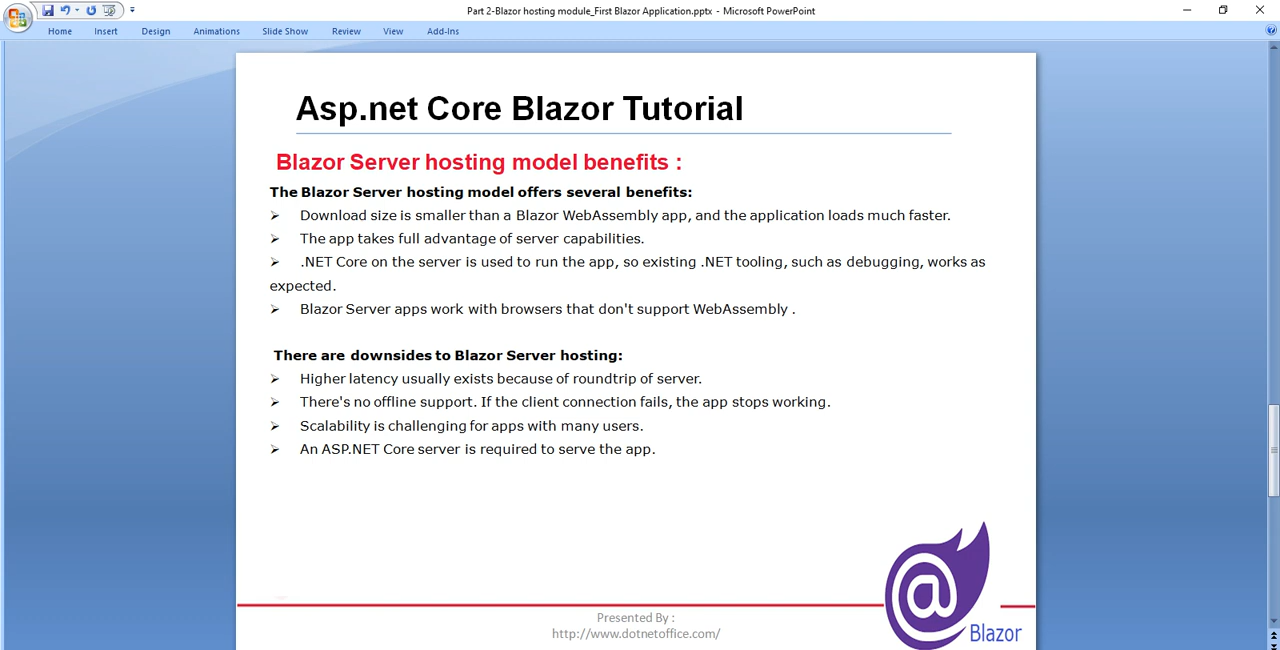 Part 2-Blazor hosting module_First Blazor Application.pptx - Microsoft PowerPoint
Home Insert Design Animations Slide Show Review View Add-Ins
Asp.net Core Blazor Tutorial
Blazor Server hosting model benefits :
The Blazor Server hosting model offers several benefits:
➢ Download size is smaller than a Blazor WebAssembly app, and the application loads much faster.
➢ The app takes full advantage of server capabilities.
➢ .NET Core on the server is used to run the app, so existing .NET tooling, such as debugging, works as
expected.
➢ Blazor Server apps work with browsers that don't support WebAssembly .
There are downsides to Blazor Server hosting:
➢ Higher latency usually exists because of roundtrip of server.
➢ There's no offline support. If the client connection fails, the app stops working.
➢ Scalability is challenging for apps with many users.
➢ An ASP.NET Core server is required to serve the app.
Presented By :
http://www.dotnetoffice.com/
@
Blazor